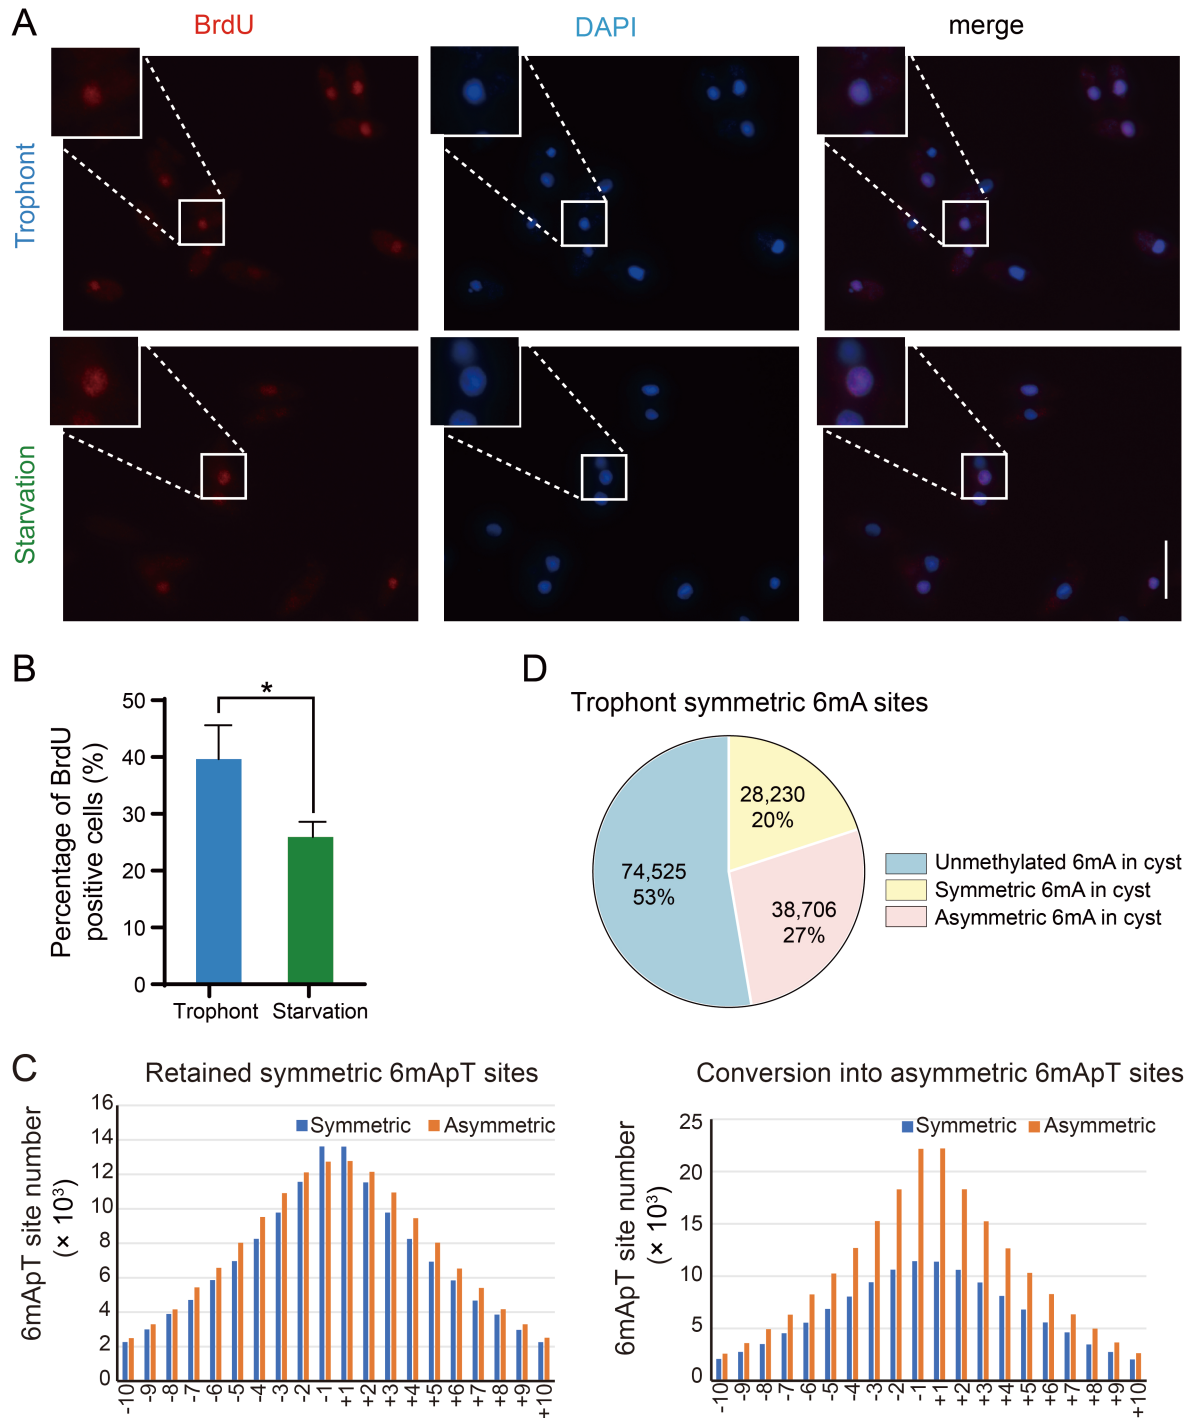 A
BrdU
DAPI
merge
Trophont
Starvation
B
Percentage of BrdU
positive cells (%)
50
40
30
20
10
0
*
Trophont
Starvation
D
Trophont symmetric 6mA sites
28,230
20%
74,525
53%
38,706
27%
Unmethylated 6mA in cyst
Symmetric 6mA in cyst
Asymmetric 6mA in cyst
C
Retained symmetric 6mApT sites
6mApT site number
(× 10³)
16
14
12
10
8
6
4
2
0
Symmetric
Asymmetric
-10 -9 -8 -7 -6 -5 -4 -3 -2 -1 +1 +2 +3 +4 +5 +6 +7 +8 +9 +10
Conversion into asymmetric 6mApT sites
6mApT site number
(× 10³)
25
20
15
10
5
0
Symmetric
Asymmetric
-10 -9 -8 -7 -6 -5 -4 -3 -2 -1 +1 +2 +3 +4 +5 +6 +7 +8 +9 +10